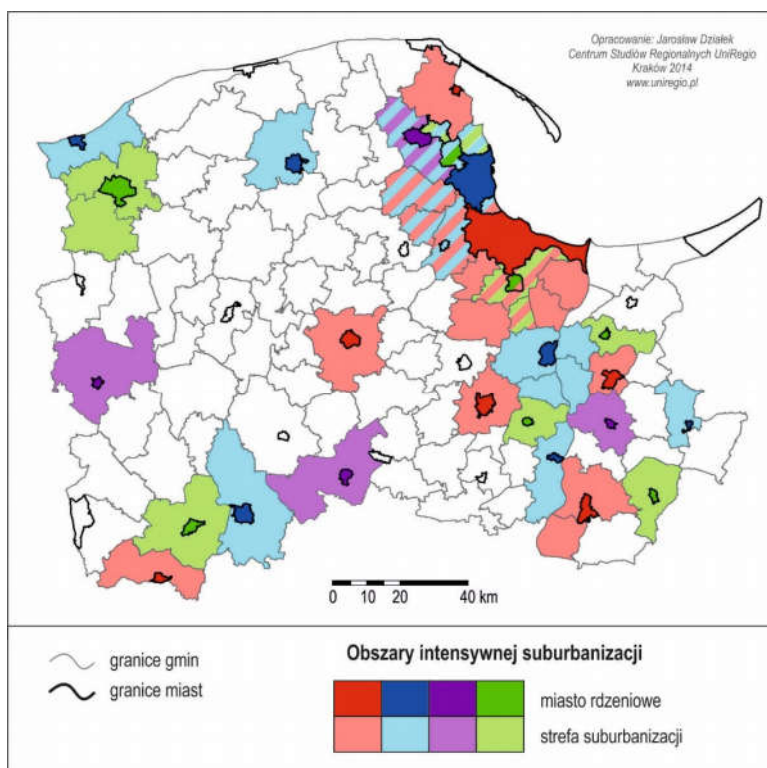 Opracowanie: Jarosław Działek
Centrum Studiów Regionalnych UniRegio
Kraków 2014
www.uniregio.pl
0 10 20 40 km
granice gmin
granice miast
Obszary intensywnej suburbanizacji
miasto rdzeniowe
strefa suburbanizacji